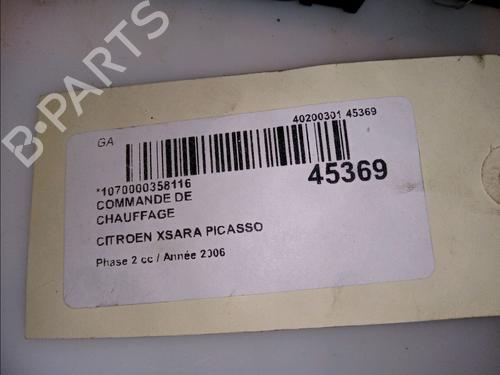 B-PARTS
GA
40200301 45369
*1070000358116
45369
COMMANDE DE
CHAUFFAGE
CITROEN XSARA PICASSO
Phase 2 cc / Année 2006